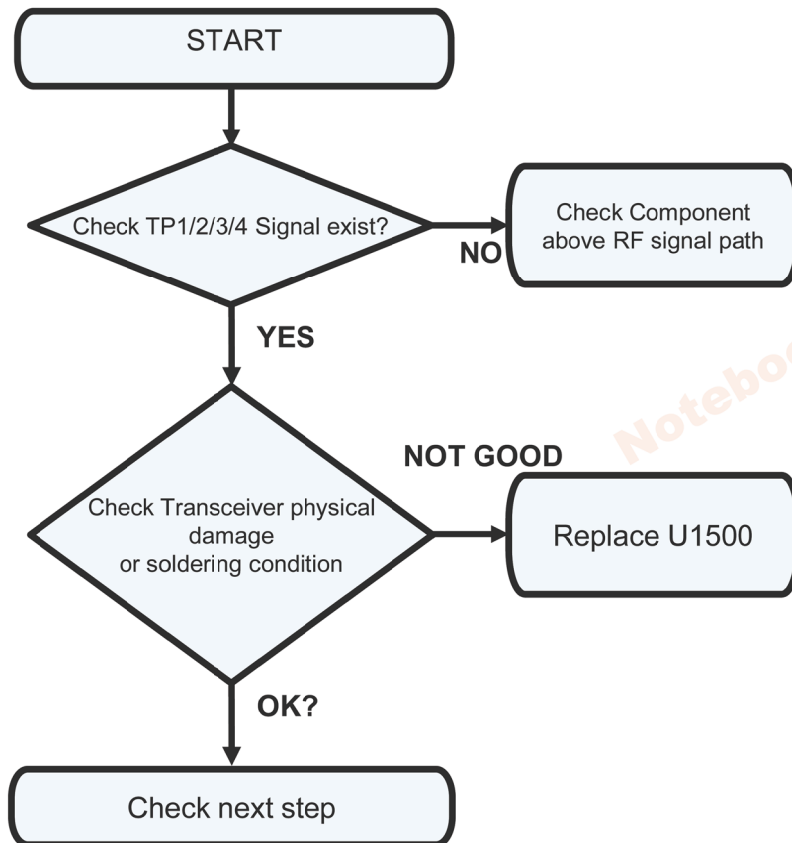 START
Check TP1/2/3/4 Signal exist?
NO
Check Component
above RF signal path
YES
Check Transceiver physical
damage
or soldering condition
NOT GOOD
Replace U1500
OK?
Check next step